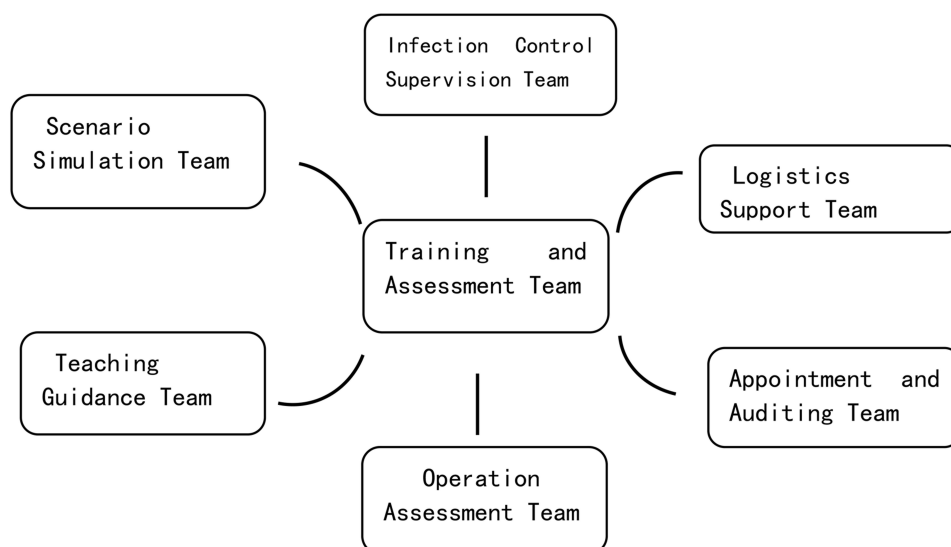 Infection Control
Supervision Team
Scenario
Simulation Team
Logistics
Support Team
Training and
Assessment Team
Teaching
Guidance Team
Appointment and
Auditing Team
Operation
Assessment Team